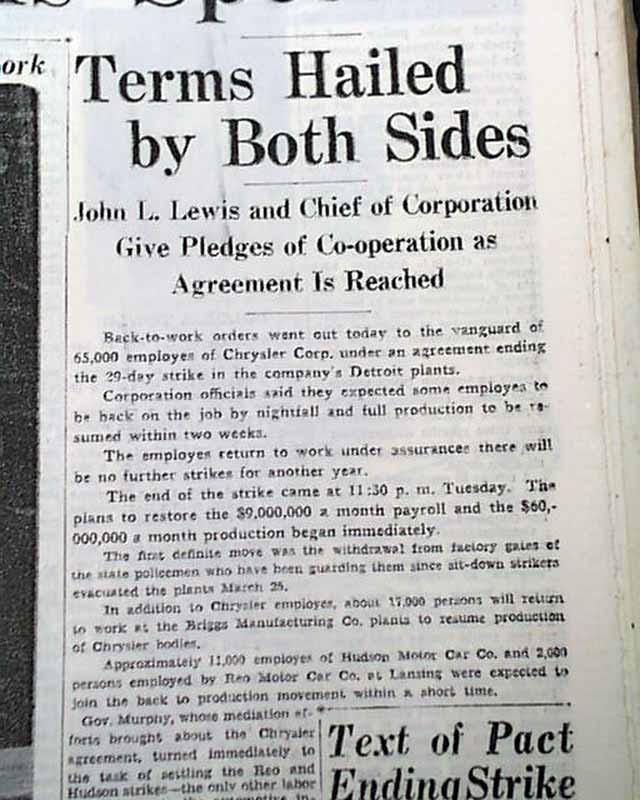 ork
Terms Hailed
by Both Sides
John L. Lewis and Chief of Corporation
Give Pledges of Co-operation as
Agreement Is Reached
Back-to-work orders went out today to the vanguard of
65,000 employes of Chrysler Corp. under an agreement ending
the 29-day strike in the company's Detroit plants.
Corporation officials said they expected some employes to
be back on the job by nightfall and full production to be re-
sumed within two weeks.
The employes return to work under assurances there will
be no further strikes for another year.
The end of the strike came at 11:30 p. m. Tuesday. The
plans to restore the $9,000,000 a month payroll and the $60,-
000,000 a month production began immediately.
The first definite move was the withdrawal from factory gates of
the state policemen who have been guarding them since sit-down strikers
evacuated the plants March 25.
In addition to Chrysler employes, about 17,000 persons will return
to work at the Briggs Manufacturing Co. plants to resume production
of Chrysler bodies.
Approximately 11,000 employes of Hudson Motor Car Co. and 2,000
persons employed by Reo Motor Car Co. at Lansing were expected to
join the back to production movement within a short time.
Gov. Murphy, whose mediation ef-
forts brought about the Chrysler
agreement, turned immediately to
the task of settling the Reo and
Hudson strikes—the only other labor
Text of Pact
Ending Strike